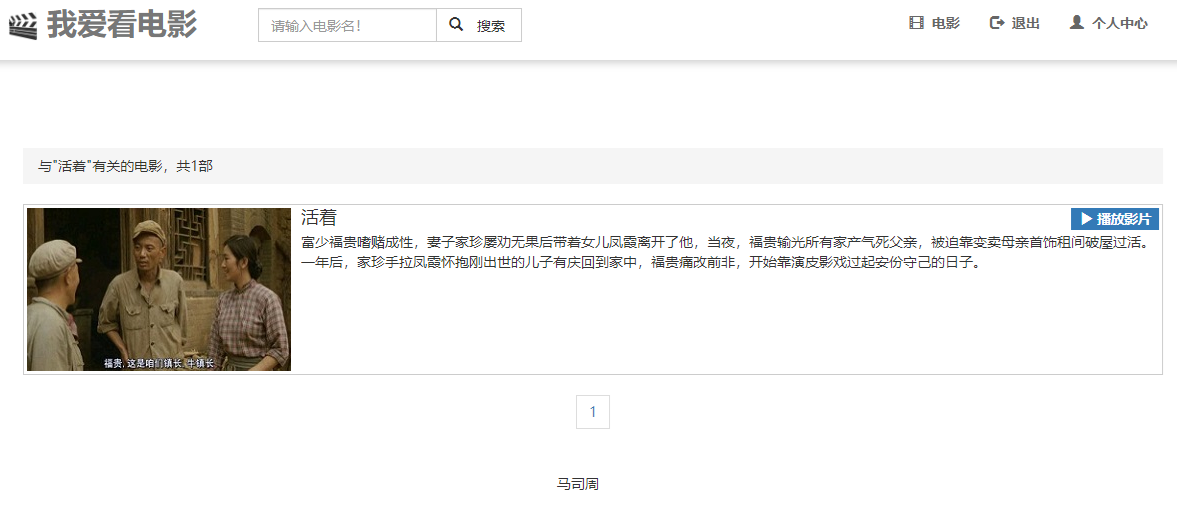 我爱看电影
请输入电影名！
搜索
电影
退出
个人中心
与"活着"有关的电影，共1部
活着
播放影片
富少福贵嗜赌成性，妻子家珍屡劝无果后带着女儿凤霞离开了他，当夜，福贵输光所有家产气死父亲，被迫靠变卖母亲首饰租间破屋过活。
一年后，家珍手拉凤霞怀抱刚出世的儿子有庆回到家中，福贵痛改前非，开始靠演皮影戏过起安份守己的日子。
福贵，这是咱们镇长 牛镇长
1
马司周